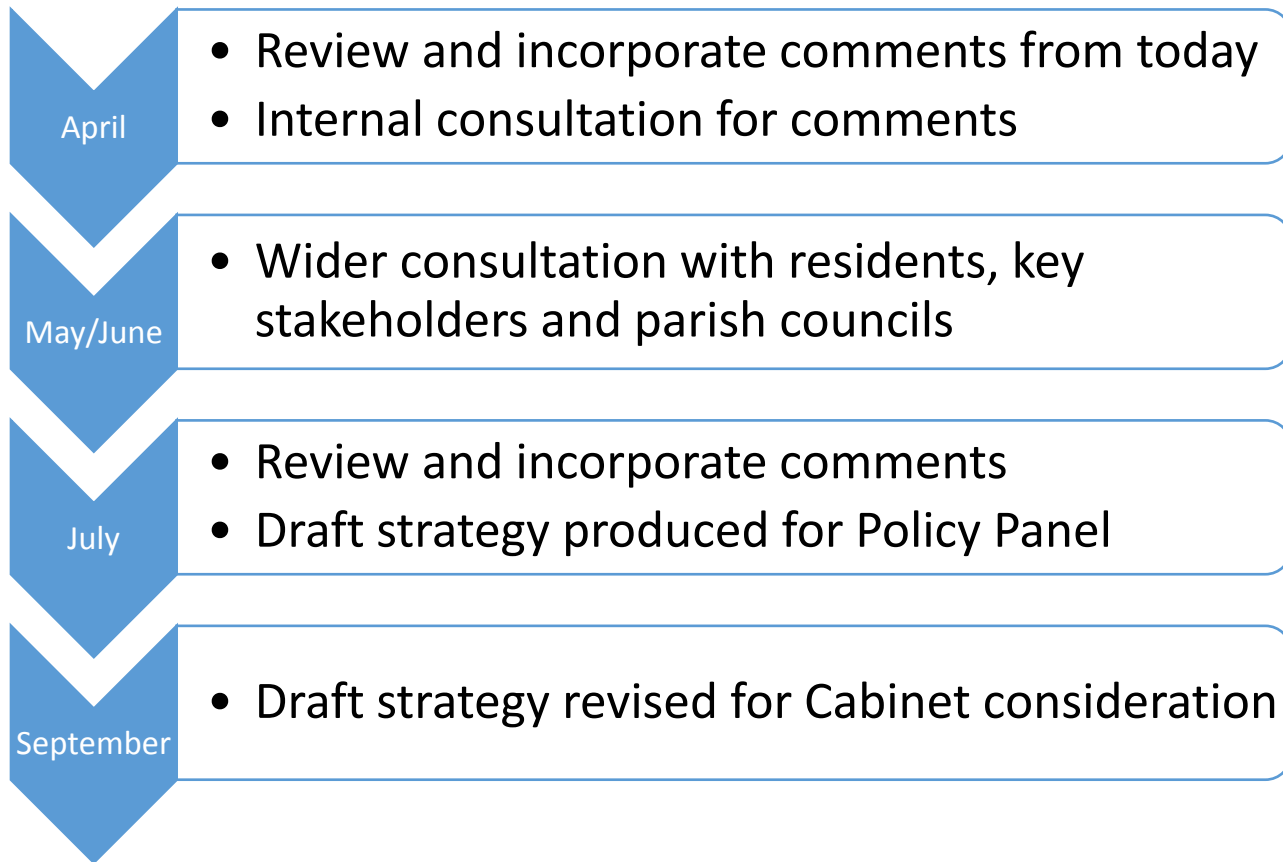 April
• Review and incorporate comments from today
• Internal consultation for comments
May/June
• Wider consultation with residents, key
stakeholders and parish councils
July
• Review and incorporate comments
• Draft strategy produced for Policy Panel
September
• Draft strategy revised for Cabinet consideration